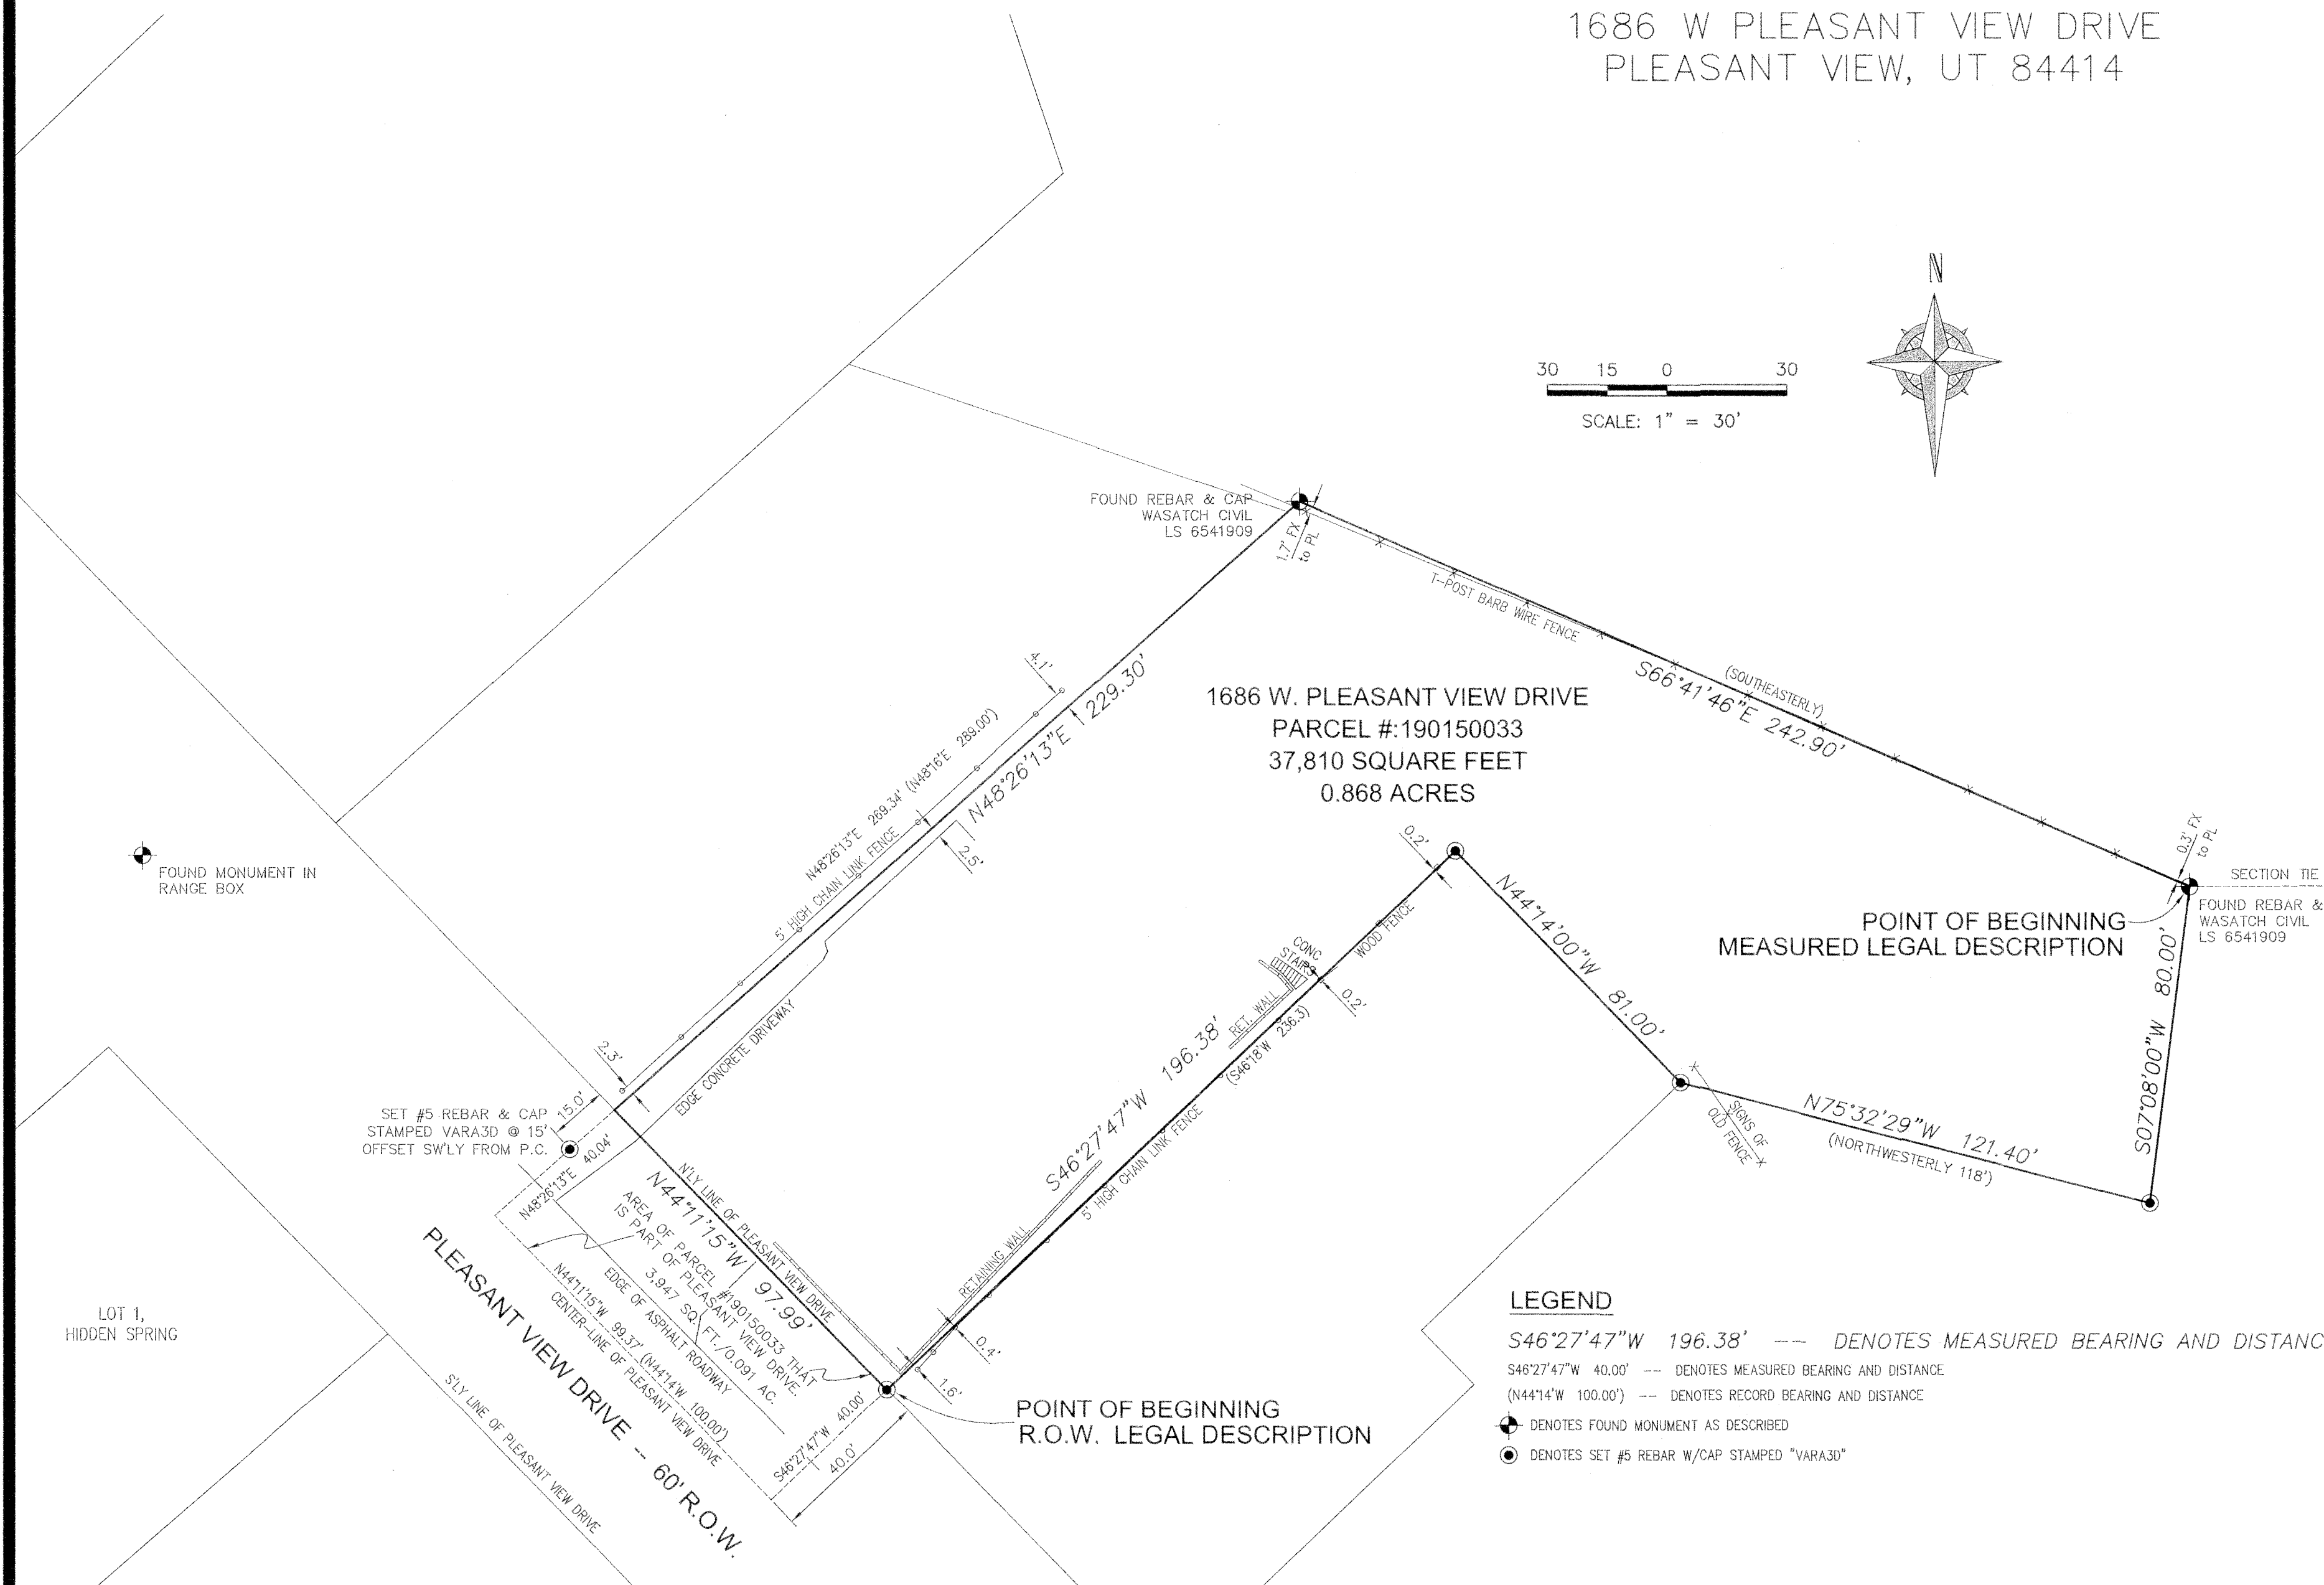 1686 W PLEASANT VIEW DRIVE
PLEASANT VIEW, UT 84414
N
30 15 0 30
SCALE: 1" = 30'
FOUND REBAR & CAP
WASATCH CIVIL
LS 6541909
1.7' FX
to PL
T-POST BARB WIRE FENCE
(SOUTHEASTERLY)
S66°41'46"E 242.90'
4.1'
N48°26'13"E 269.34' (N48°16'E 289.00')
N48°26'13"E 229.30'
5' HIGH CHAIN LINK FENCE
2.5'
1686 W. PLEASANT VIEW DRIVE
PARCEL #:190150033
37,810 SQUARE FEET
0.868 ACRES
0.3' FX
to PL
SECTION TIE
FOUND REBAR &
WASATCH CIVIL
LS 6541909
POINT OF BEGINNING
MEASURED LEGAL DESCRIPTION
FOUND MONUMENT IN
RANGE BOX
0.2'
WOOD FENCE
N44°14'00"W 81.00'
CONC
STAIRS
RET. WALL
0.2'
(S46°18'W 236.3)
S46°27'47"W 196.38'
5' HIGH CHAIN LINK FENCE
RETAINING WALL
S07°08'00"W 80.00'
SIGNS OF
OLD FENCE
N75°32'29"W 121.40'
(NORTHWESTERLY 118')
2.3'
EDGE CONCRETE DRIVEWAY
SET #5 REBAR & CAP
STAMPED VARA3D @ 15'
OFFSET SW'LY FROM P.C.
15.0'
N48°26'13"E 40.04'
N'LY LINE OF PLEASANT VIEW DRIVE
N44°11'15"W 97.99'
AREA OF PARCEL #190150033 THAT
IS PART OF PLEASANT VIEW DRIVE.
3,947 SQ. FT./0.091 AC.
EDGE OF ASPHALT ROADWAY
N44°11'15"W 99.37' (N44°14'W 100.00')
CENTER-LINE OF PLEASANT VIEW DRIVE
PLEASANT VIEW DRIVE -- 60' R.O.W.
S'LY LINE OF PLEASANT VIEW DRIVE
LOT 1,
HIDDEN SPRING
0.4'
1.6'
S46°27'47"W 40.00'
40.0'
POINT OF BEGINNING
R.O.W. LEGAL DESCRIPTION
LEGEND
S46°27'47"W 196.38' -- DENOTES MEASURED BEARING AND DISTANC
S46°27'47"W 40.00' -- DENOTES MEASURED BEARING AND DISTANCE
(N44°14'W 100.00') -- DENOTES RECORD BEARING AND DISTANCE
DENOTES FOUND MONUMENT AS DESCRIBED
DENOTES SET #5 REBAR W/CAP STAMPED "VARA3D"